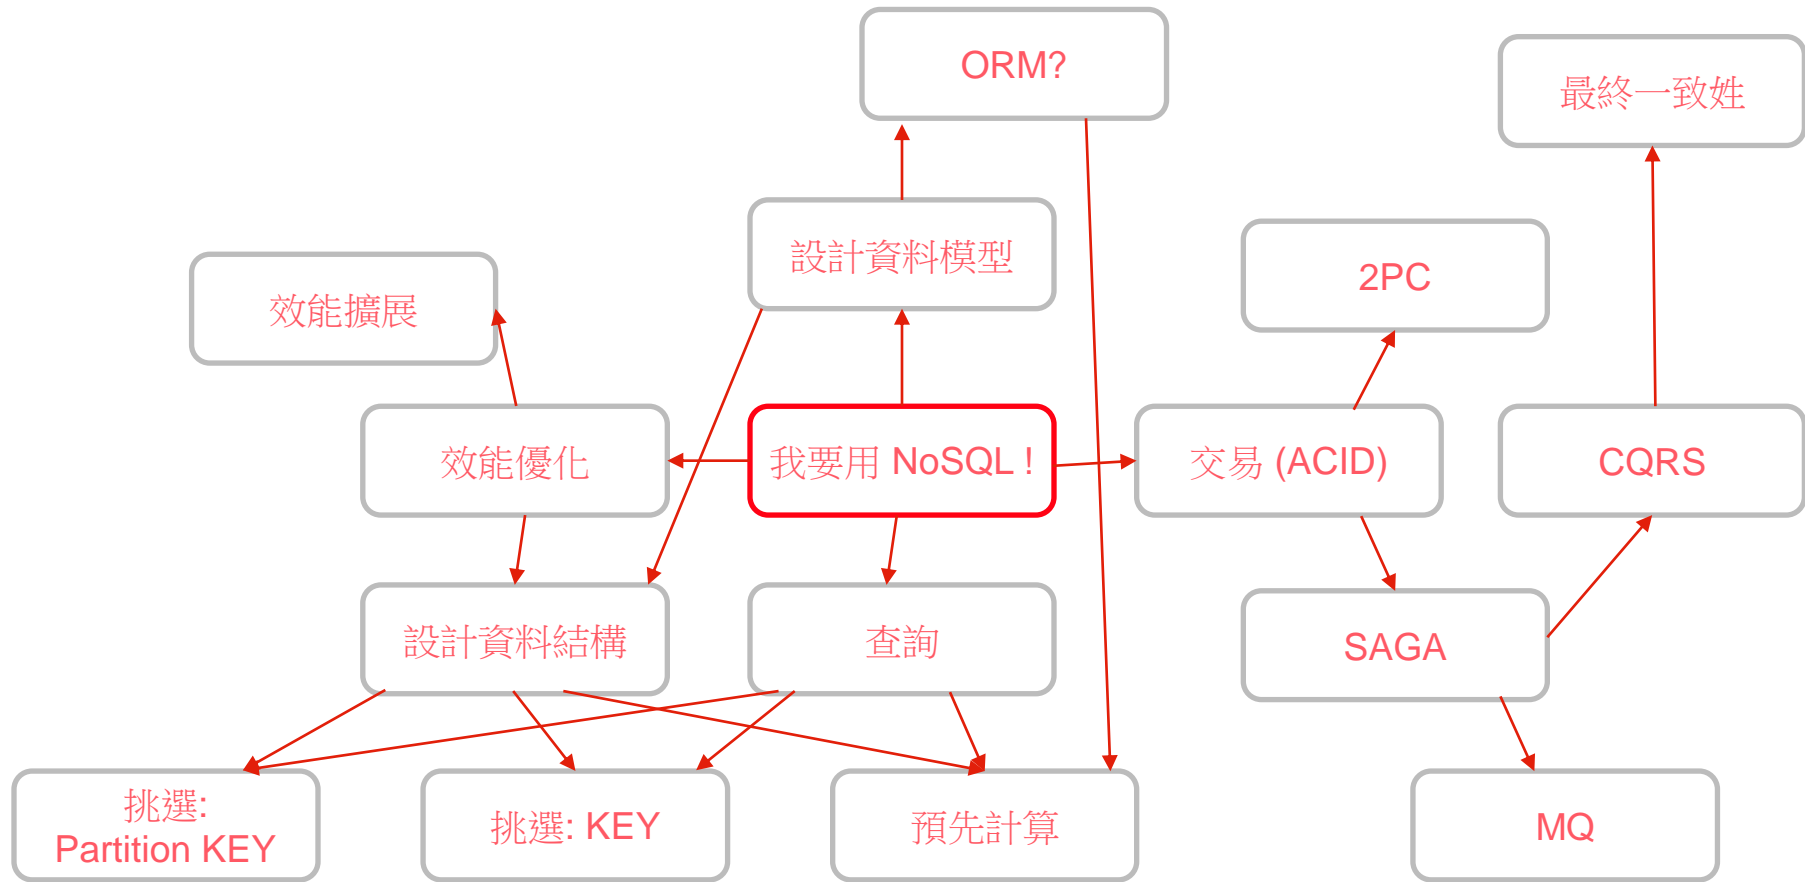 ORM?
最終一致姓
設計資料模型
2PC
效能擴展
效能優化
我要用 NoSQL !
交易 (ACID)
CQRS
設計資料結構
查詢
SAGA
挑選:
Partition KEY
挑選: KEY
預先計算
MQ